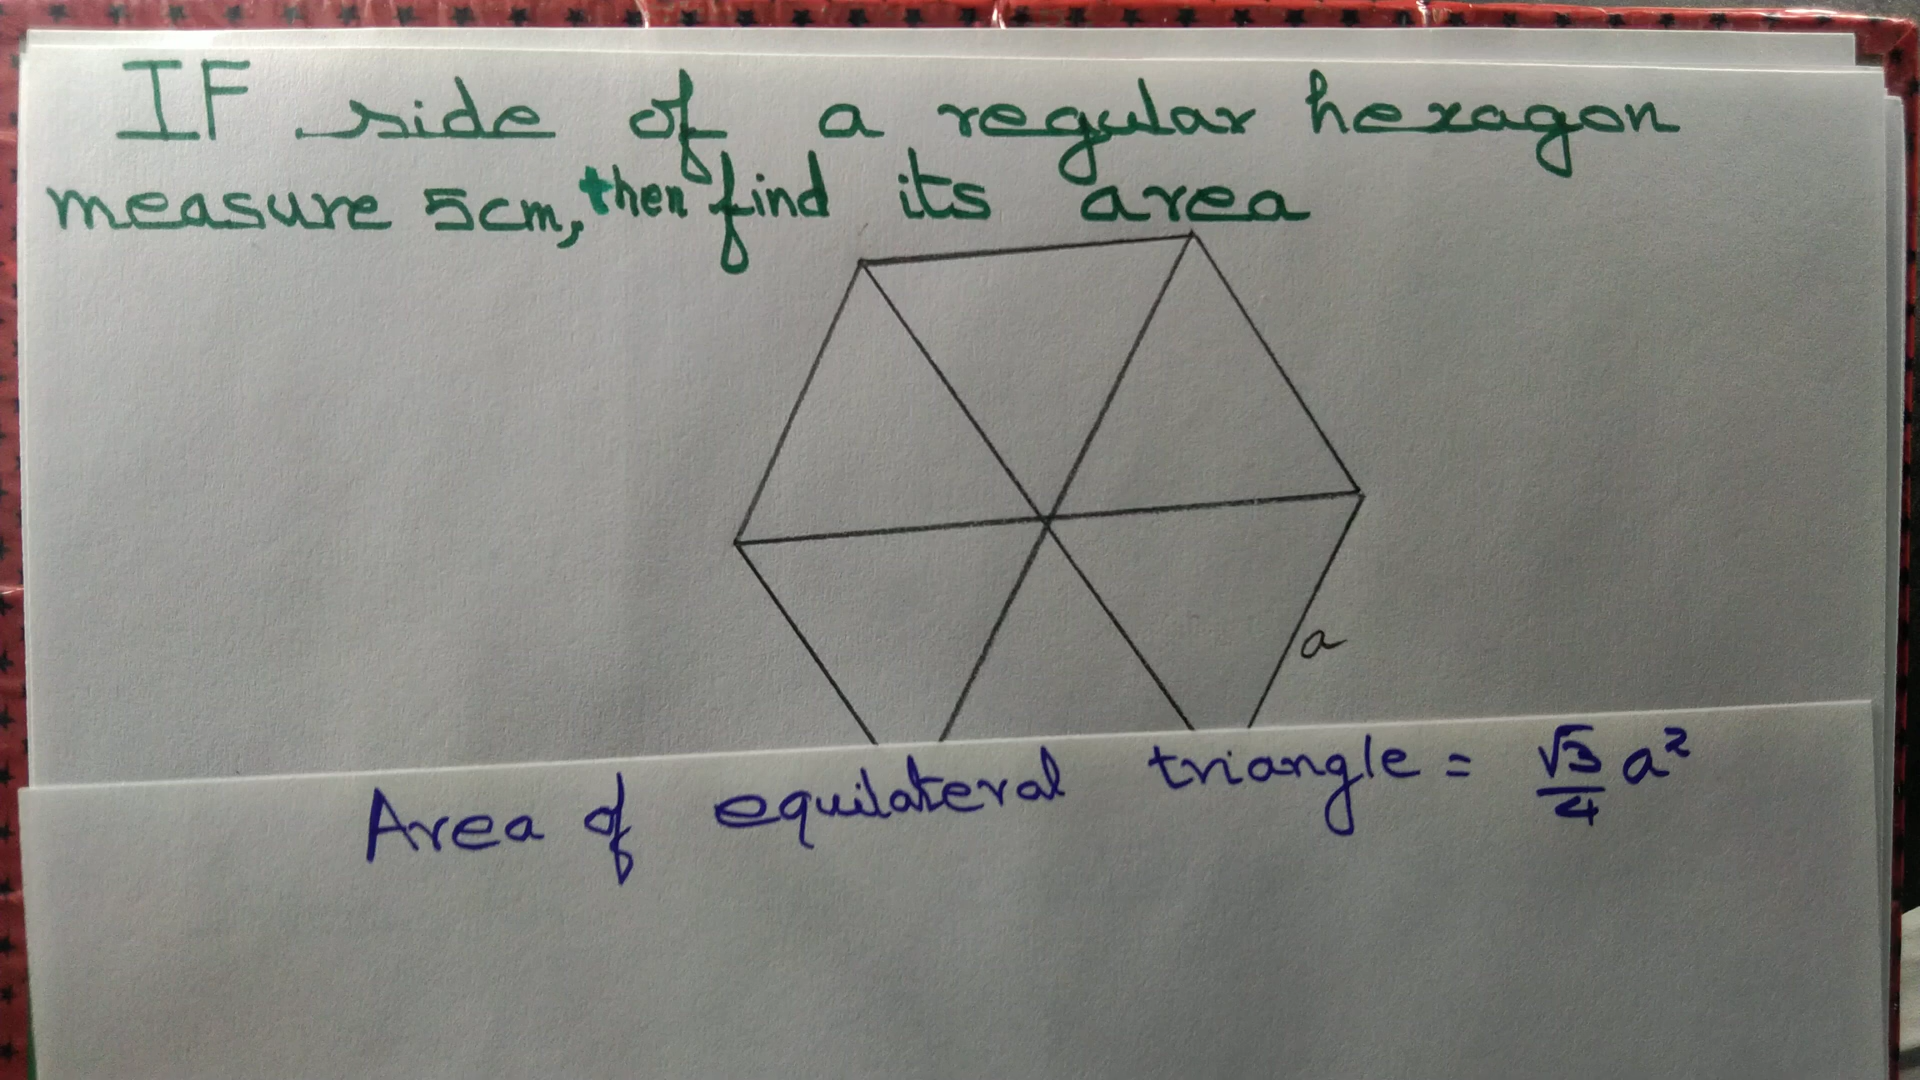 IF side of a regular hexagon
measure 5cm, then find its area
a
Area of equilateral triangle = √3/4 a²